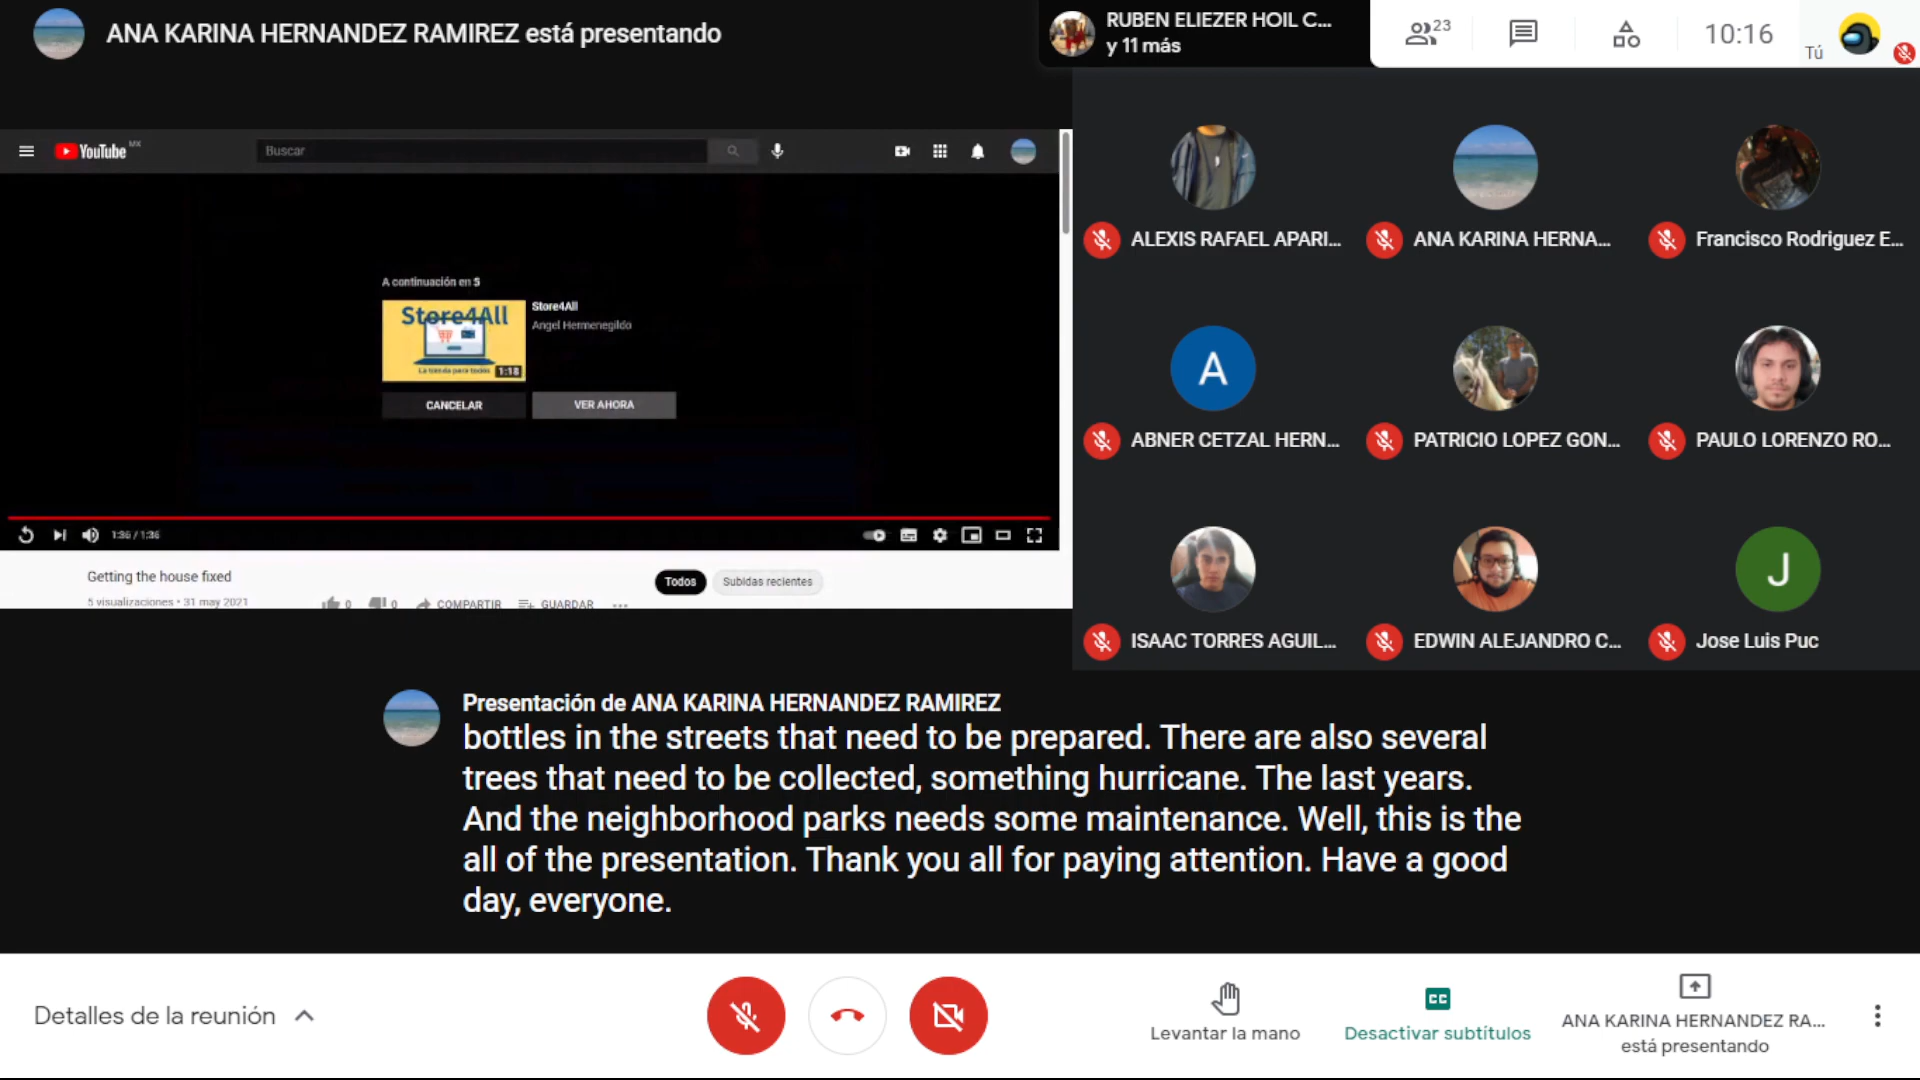 ANA KARINA HERNANDEZ RAMIREZ está presentando
RUBEN ELIEZER HOIL C...
y 11 más
23
10:16
Tú
YouTube MX
Buscar
A continuación en 5
Store4All
La tienda para todos
1:18
Store4All
Angel Hermenegildo
CANCELAR
VER AHORA
1:36 / 1:36
Getting the house fixed
5 visualizaciones • 31 may 2021
0
0
COMPARTIR
GUARDAR
Todos
Subidas recientes
ALEXIS RAFAEL APARI...
ANA KARINA HERNA...
Francisco Rodriguez E...
A
ABNER CETZAL HERN...
PATRICIO LOPEZ GON...
PAULO LORENZO RO...
J
ISAAC TORRES AGUIL...
EDWIN ALEJANDRO C...
Jose Luis Puc
Presentación de ANA KARINA HERNANDEZ RAMIREZ
bottles in the streets that need to be prepared. There are also several
trees that need to be collected, something hurricane. The last years.
And the neighborhood parks needs some maintenance. Well, this is the
all of the presentation. Thank you all for paying attention. Have a good
day, everyone.
Detalles de la reunión
Levantar la mano
CC
Desactivar subtítulos
ANA KARINA HERNANDEZ RA...
está presentando